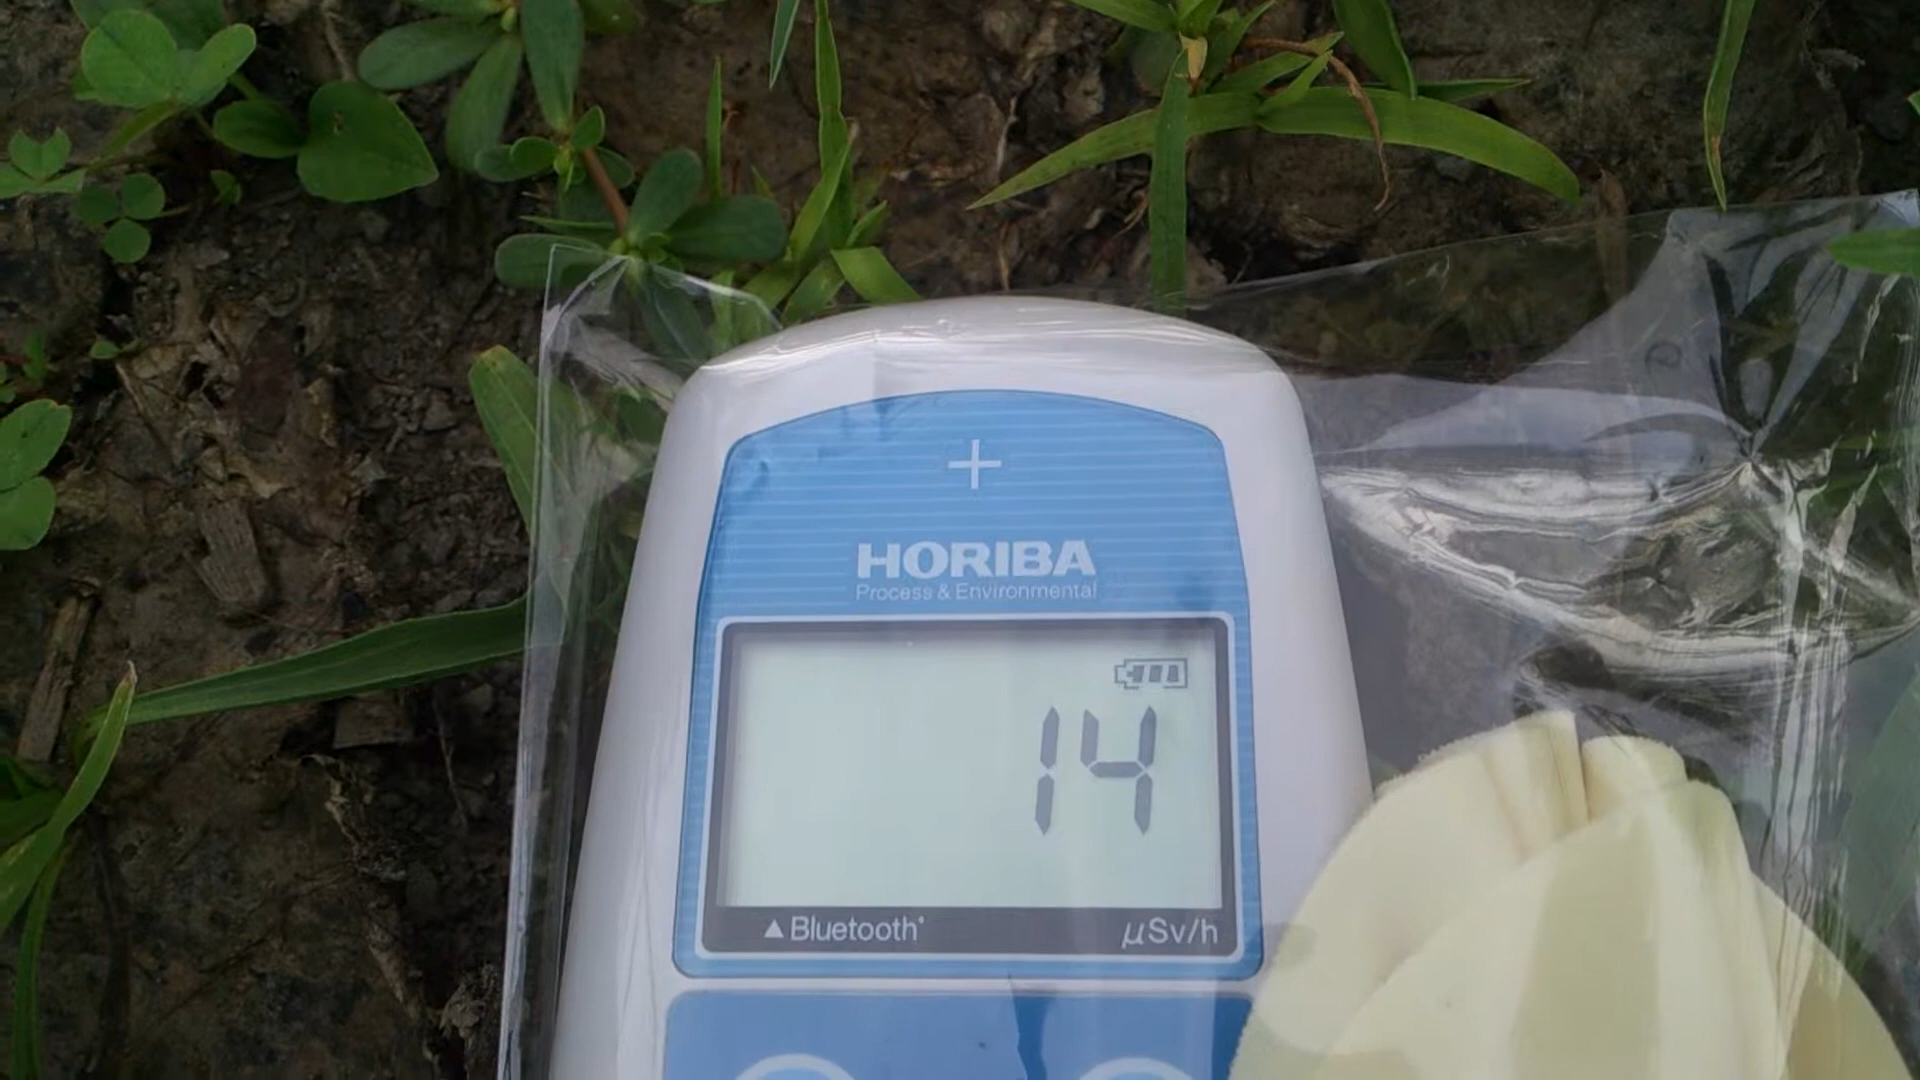 +
HORIBA
Process & Environmental
14
▲Bluetooth®
μSv/h